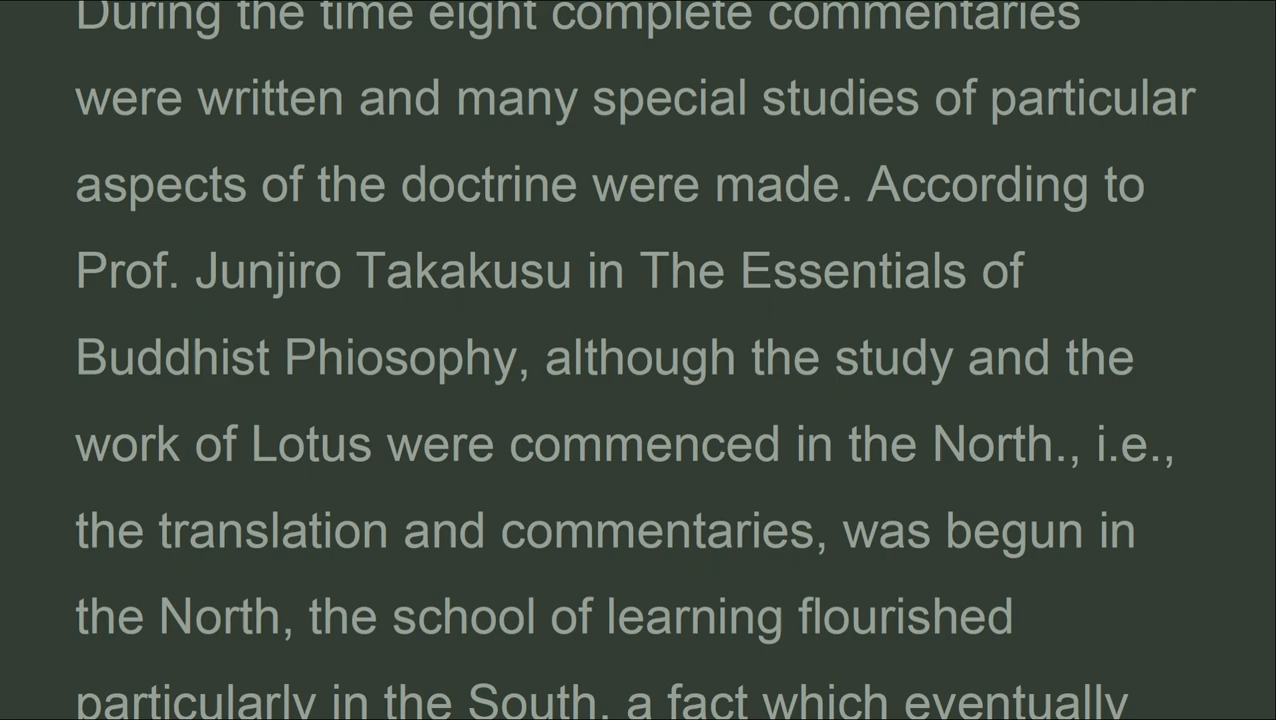 During the time eight complete commentaries
were written and many special studies of particular
aspects of the doctrine were made. According to
Prof. Junjiro Takakusu in The Essentials of
Buddhist Phiosophy, although the study and the
work of Lotus were commenced in the North., i.e.,
the translation and commentaries, was begun in
the North, the school of learning flourished
particularly in the South, a fact which eventually